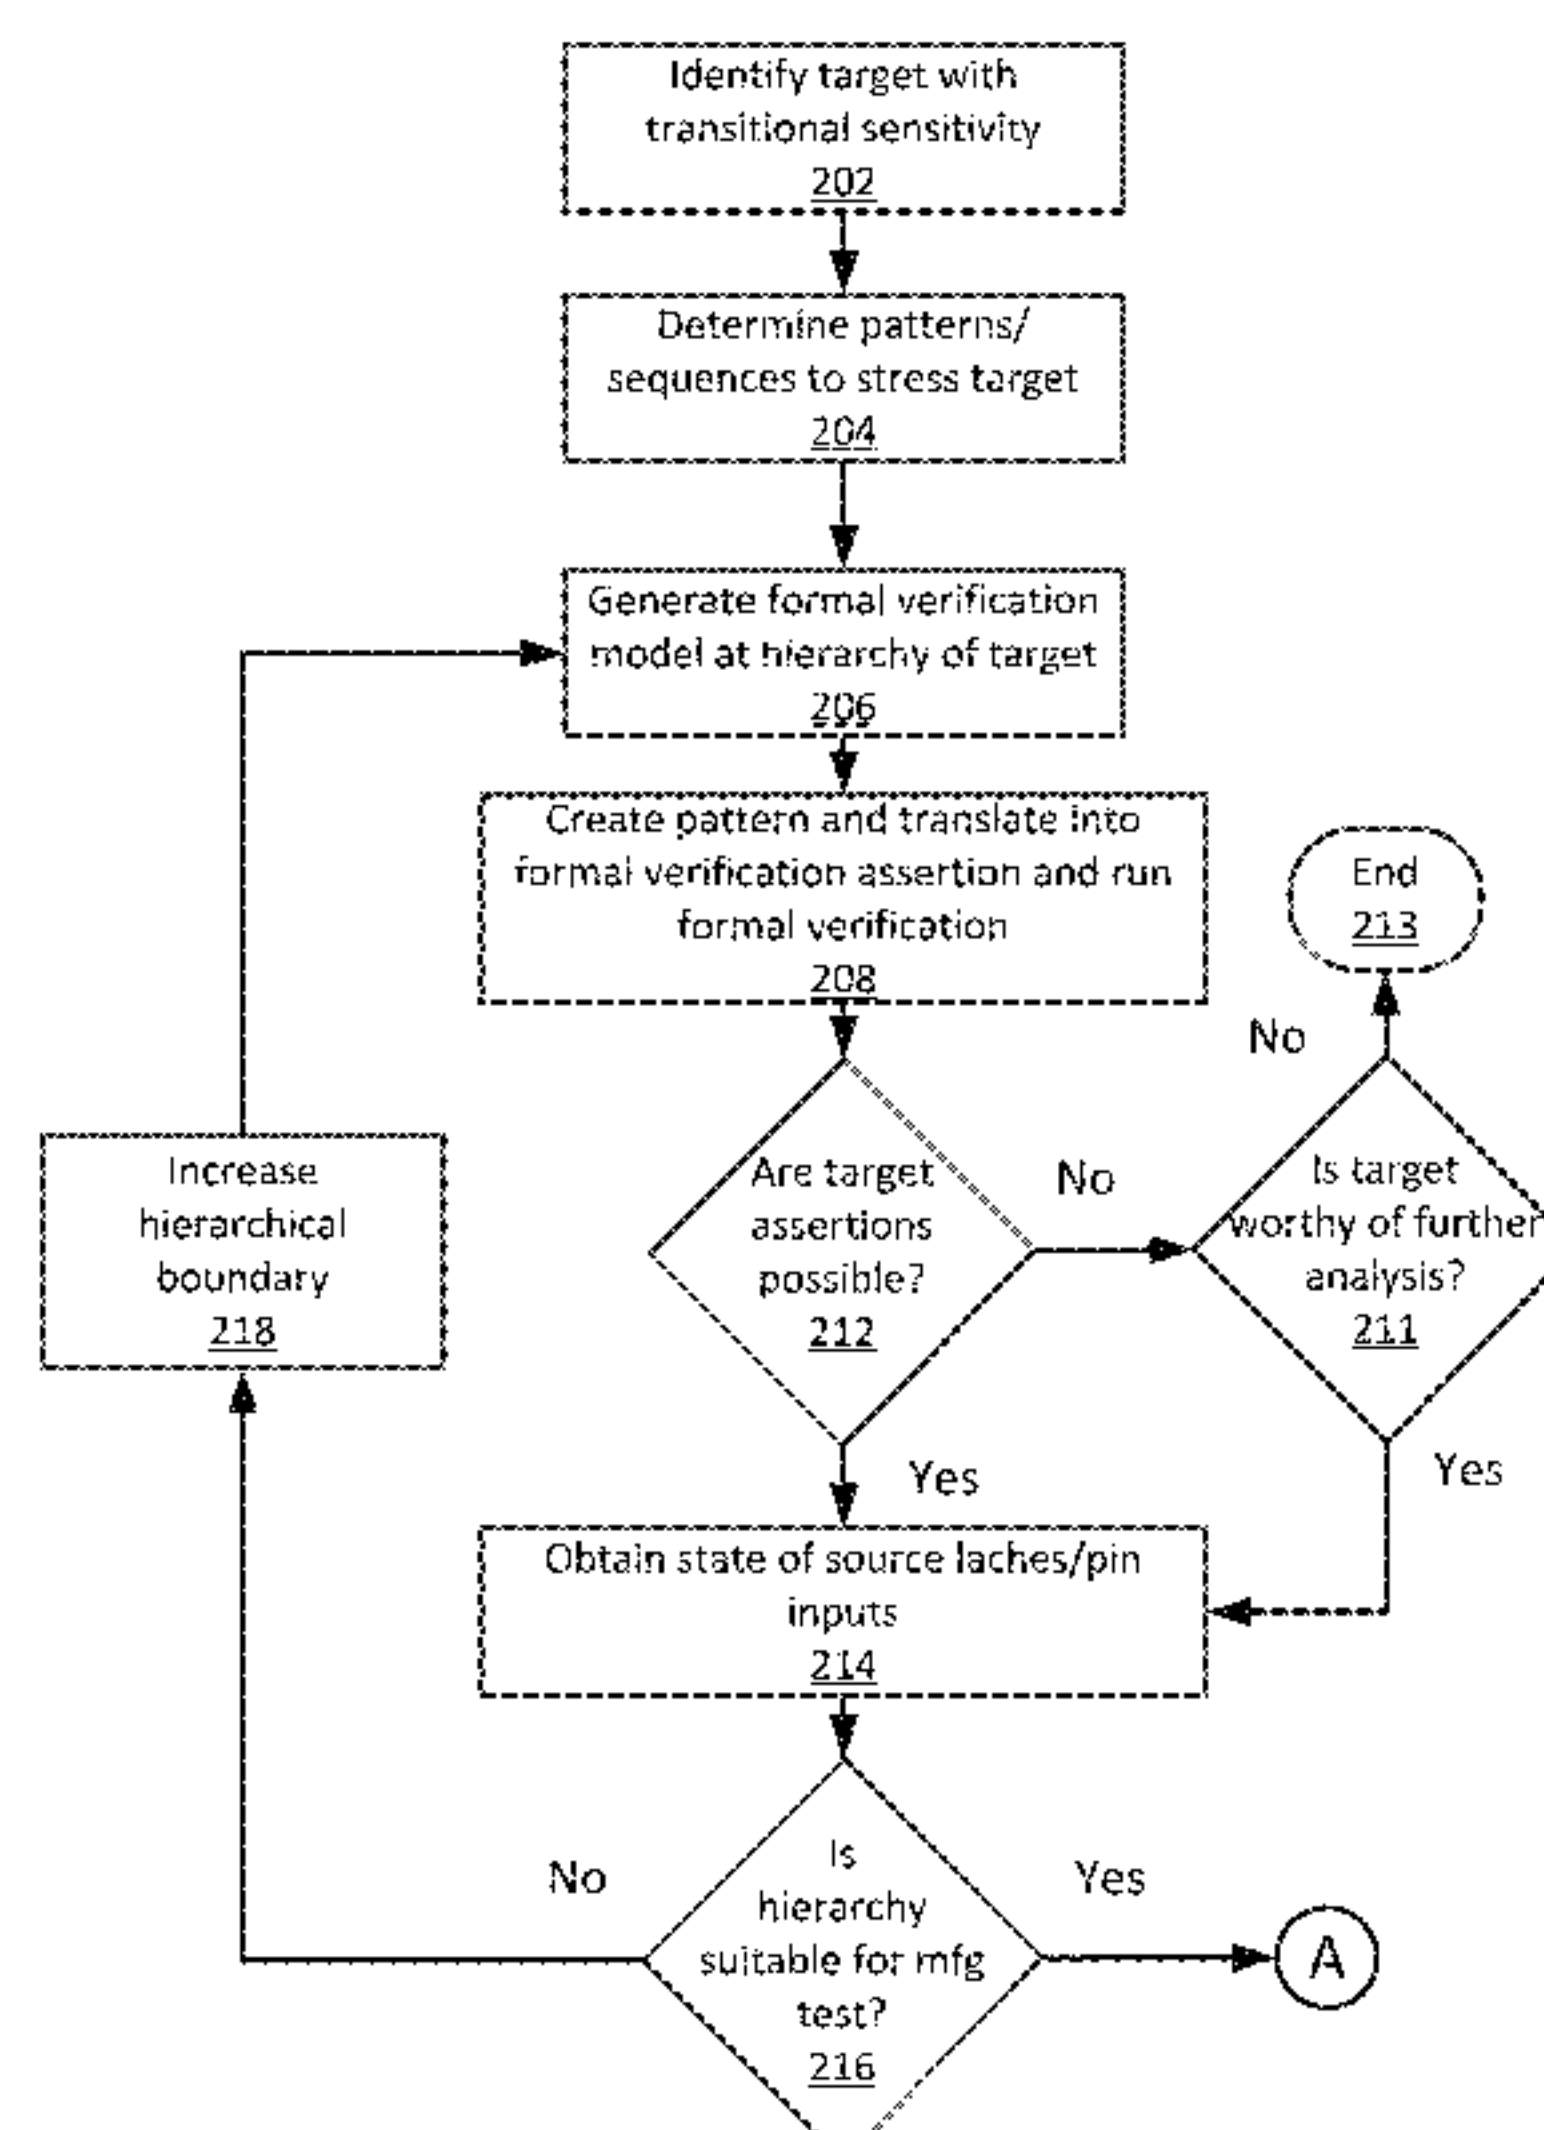 Identify target with
transitional sensitivity
202
Determine patterns/
sequences to stress target
204
Generate formal verification
model at hierarchy of target
206
Create pattern and translate into
formal verification assertion and run
formal verification
208
End
213
No
Increase
hierarchical
boundary
218
Are target
assertions
possible?
212
No
Is target
worthy of further
analysis?
211
Yes
Yes
Obtain state of source laches/pin
inputs
214
No
Is
hierarchy
suitable for mfg
test?
216
Yes
A